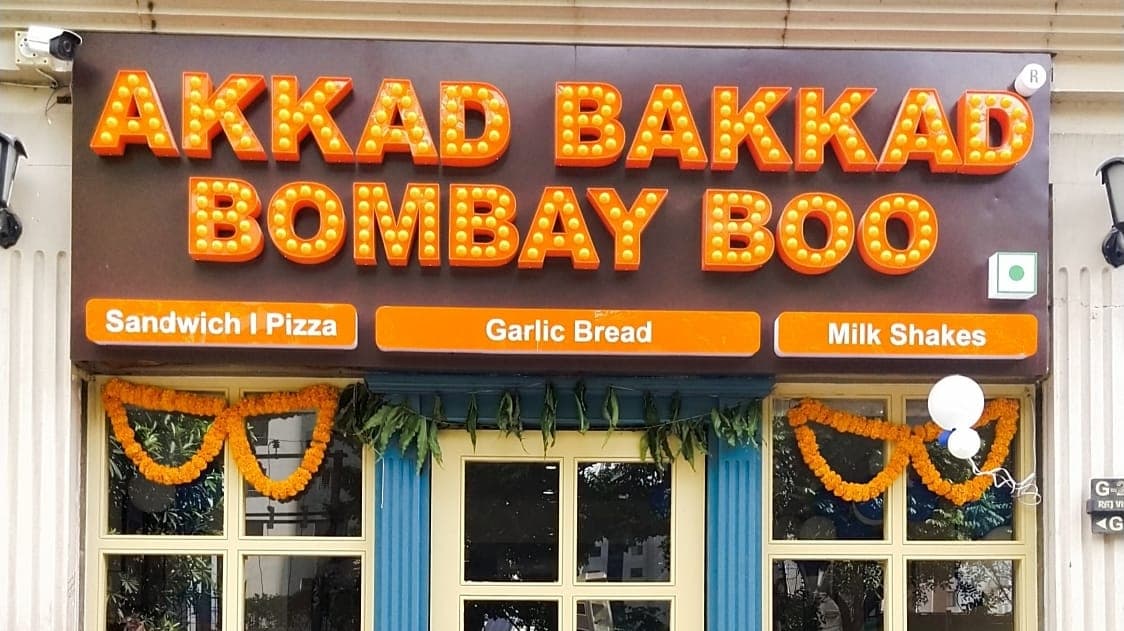 AKKAD BAKKAD
®
BOMBAY BOO
Sandwich I Pizza
Garlic Bread
Milk Shakes
G
◄G